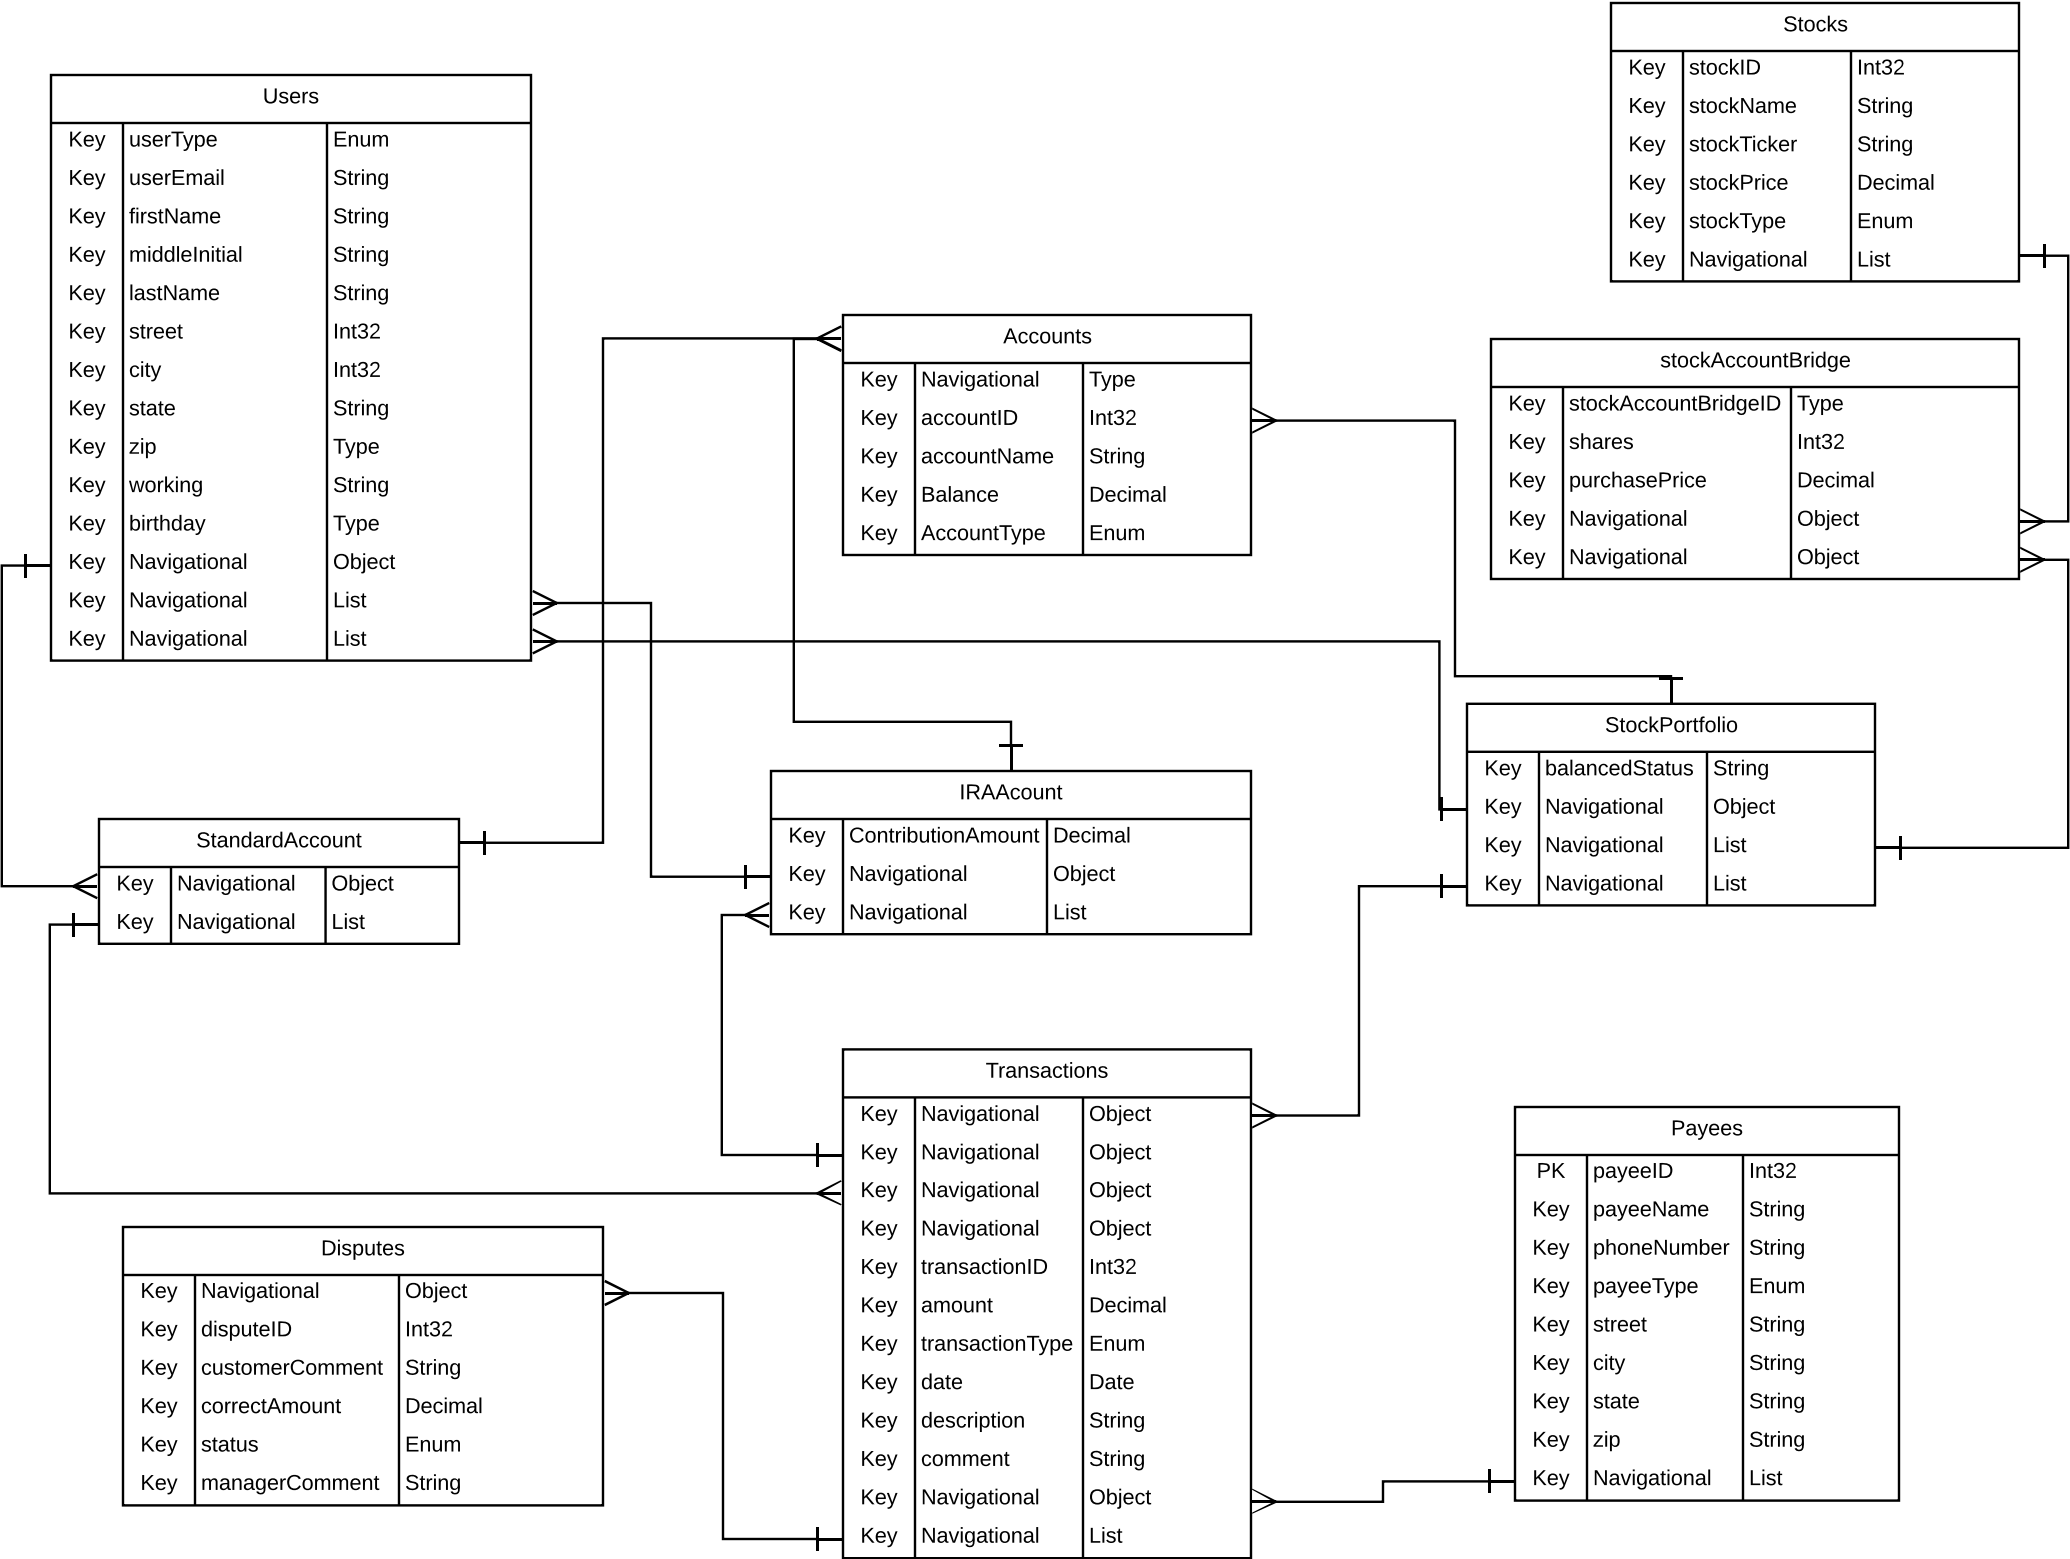 Stocks
Key stockID Int32
Key stockName String
Key stockTicker String
Key stockPrice Decimal
Key stockType Enum
Key Navigational List
Users
Key userType Enum
Key userEmail String
Key firstName String
Key middleInitial String
Key lastName String
Key street Int32
Key city Int32
Key state String
Key zip Type
Key working String
Key birthday Type
Key Navigational Object
Key Navigational List
Key Navigational List
Accounts
Key Navigational Type
Key accountID Int32
Key accountName String
Key Balance Decimal
Key AccountType Enum
stockAccountBridge
Key stockAccountBridgeID Type
Key shares Int32
Key purchasePrice Decimal
Key Navigational Object
Key Navigational Object
StockPortfolio
Key balancedStatus String
Key Navigational Object
Key Navigational List
Key Navigational List
IRAAcount
Key ContributionAmount Decimal
Key Navigational Object
Key Navigational List
StandardAccount
Key Navigational Object
Key Navigational List
Transactions
Key Navigational Object
Key Navigational Object
Key Navigational Object
Key Navigational Object
Key transactionID Int32
Key amount Decimal
Key transactionType Enum
Key date Date
Key description String
Key comment String
Key Navigational Object
Key Navigational List
Payees
PK payeeID Int32
Key payeeName String
Key phoneNumber String
Key payeeType Enum
Key street String
Key city String
Key state String
Key zip String
Key Navigational List
Disputes
Key Navigational Object
Key disputeID Int32
Key customerComment String
Key correctAmount Decimal
Key status Enum
Key managerComment String